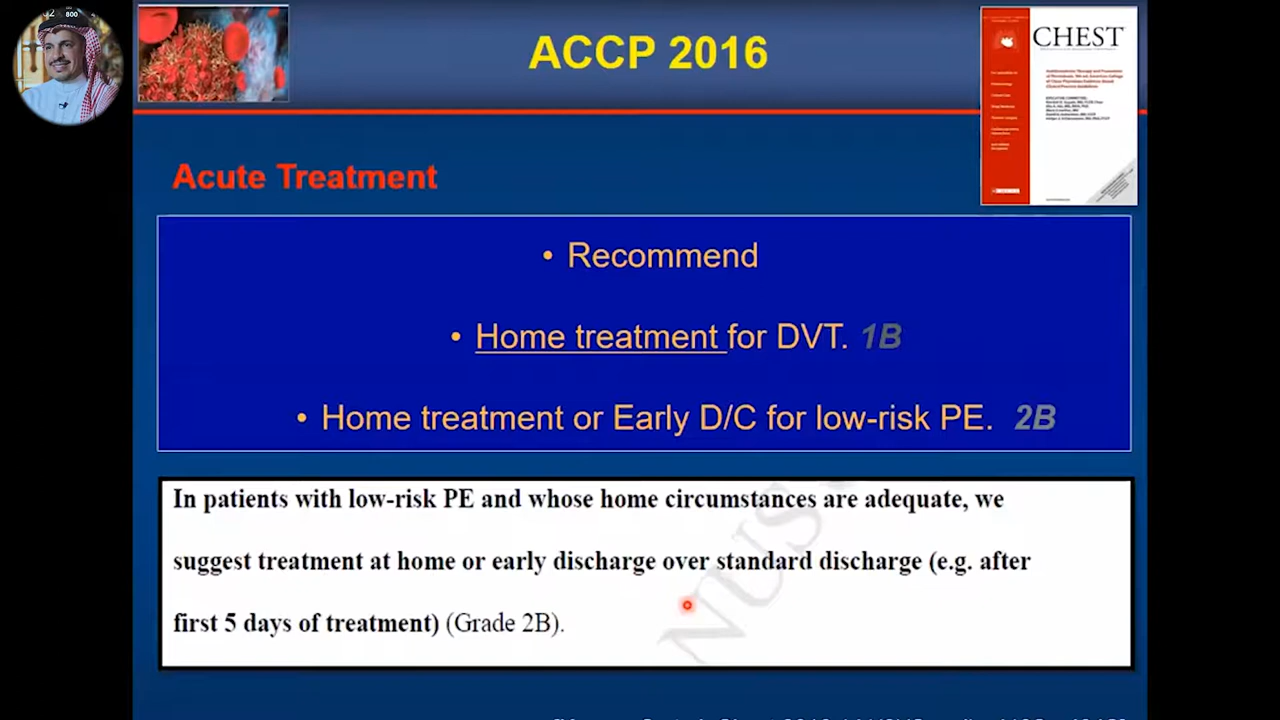 800
ACCP 2016
CHEST
Acute Treatment
• Recommend
• Home treatment for DVT. 1B
• Home treatment or Early D/C for low-risk PE. 2B
In patients with low-risk PE and whose home circumstances are adequate, we
suggest treatment at home or early discharge over standard discharge (e.g. after
first 5 days of treatment) (Grade 2B).
NUS